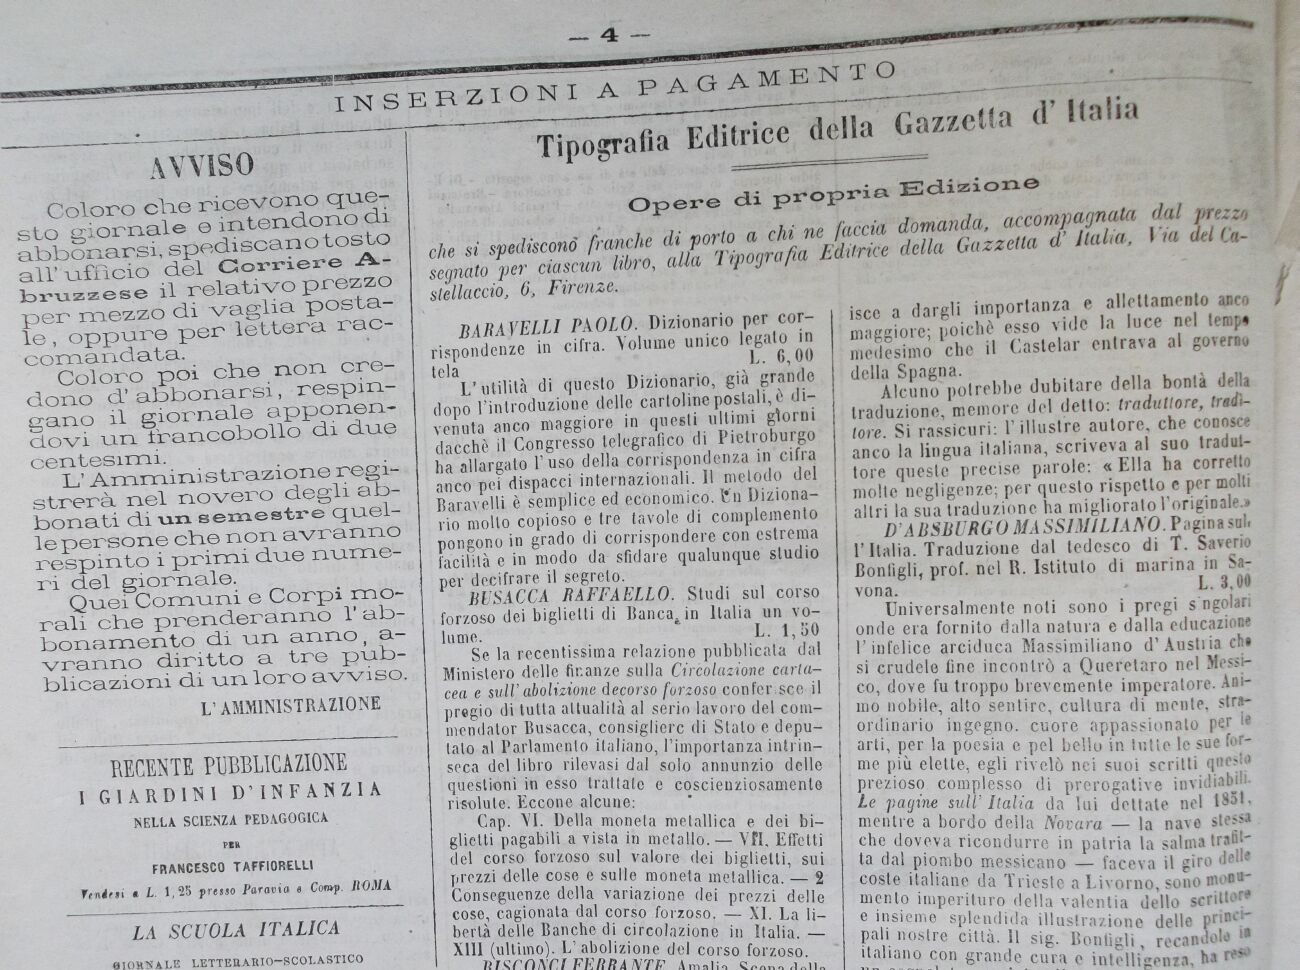 — 4 —
INSERZIONI A PAGAMENTO
AVVISO
Coloro che ricevono que-
sto giornale e intendono di
abbonarsi, spediscano tosto
all'ufficio del Corriere A-
bruzzese il relativo prezzo
per mezzo di vaglia posta-
le, oppure per lettera rac-
comandata.
Coloro poi che non cre-
dono d'abbonarsi, respin-
gano il giornale apponen-
dovi un francobollo di due
centesimi.
L'Amministrazione regi-
strerà nel novero degli ab-
bonati di un semestre quel-
le persone che non avranno
respinto i primi due nume-
ri del giornale.
Quei Comuni e Corpi mo-
rali che prenderanno l'ab-
bonamento di un anno, a-
vranno diritto a tre pub-
blicazioni di un loro avviso.
L'AMMINISTRAZIONE
RECENTE PUBBLICAZIONE
I GIARDINI D'INFANZIA
NELLA SCIENZA PEDAGOGICA
PER
FRANCESCO TAFFIORELLI
Vendesi a L. 1,25 presso Paravia e Comp. ROMA
LA SCUOLA ITALICA
GIORNALE LETTERARIO-SCOLASTICO
Tipografia Editrice della Gazzetta d'Italia
Opere di propria Edizione
che si spediscono franche di porto a chi ne faccia domanda, accompagnata dal prezzo
segnato per ciascun libro, alla Tipografia Editrice della Gazzetta d'Italia, Via del Ca-
stellaccio, 6, Firenze.
BARAVELLI PAOLO. Dizionario per cor-
rispondenze in cifra. Volume unico legato in
tela L. 6,00
L'utilità di questo Dizionario, già grande
dopo l'introduzione delle cartoline postali, è di-
venuta anco maggiore in questi ultimi giorni
dacchè il Congresso telegrafico di Pietroburgo
ha allargato l'uso della corrispondenza in cifra
anco pei dispacci internazionali. Il metodo del
Baravelli è semplice ed economico. Un Diziona-
rio molto copioso e tre tavole di complemento
pongono in grado di corrispondere con estrema
facilità e in modo da sfidare qualunque studio
per decifrare il segreto.
BUSACCA RAFFAELLO. Studi sul corso
forzoso dei biglietti di Banca, in Italia un vo-
lume. L. 1,50
Se la recentissima relazione pubblicata dal
Ministero delle finanze sulla Circolazione carta-
cea e sull'abolizione decorso forzoso conferisce il
pregio di tutta attualità al serio lavoro del com-
mendator Busacca, consigliere di Stato e depu-
tato al Parlamento italiano, l'importanza intrin-
seca del libro rilevasi dal solo annunzio delle
questioni in esso trattate e coscienziosamente
risolute. Eccone alcune:
Cap. VI. Della moneta metallica e dei bi-
glietti pagabili a vista in metallo. — VII. Effetti
del corso forzoso sul valore dei biglietti, sui
prezzi delle cose e sulle moneta metallica. — 2
Conseguenze della variazione dei prezzi delle
cose, cagionata dal corso forzoso. — XI. La li-
bertà delle Banche di circolazione in Italia. —
XIII (ultimo). L'abolizione del corso forzoso.
BISCONCI FERRANTE. Amalia Scena della
isce a dargli importanza e allettamento anco
maggiore; poichè esso vide la luce nel tempo
medesimo che il Castelar entrava al governo
della Spagna.
Alcuno potrebbe dubitare della bontà della
traduzione, memore del detto: traduttore, tradi-
tore. Si rassicuri: l'illustre autore, che conosce
anco la lingua italiana, scriveva al suo tradut-
tore queste precise parole: « Ella ha corretto
molte negligenze; per questo rispetto e per molti
altri la sua traduzione ha migliorato l'originale.»
D'ABSBURGO MASSIMILIANO. Pagina sul,
l'Italia. Traduzione dal tedesco di T. Saverio
Bonfigli, prof. nel R. Istituto di marina in Sa-
vona. L. 3,00
Universalmente noti sono i pregi singolari
onde era fornito dalla natura e dalla educazione
l'infelice arciduca Massimiliano d'Austria che
si crudele fine incontrò a Queretaro nel Messi-
co, dove fu troppo brevemente imperatore. Ani-
mo nobile, alto sentire, cultura di mente, stra-
ordinario ingegno. cuore appassionato per le
arti, per la poesia e pel bello in tutte le sue for-
me più elette, egli rivelò nei suoi scritti questo
prezioso complesso di prerogative invidiabili.
Le pagine sull'Italia da lui dettate nel 1851,
mentre a bordo della Novara — la nave stessa
che doveva ricondurre in patria la salma trafit-
ta dal piombo messicano — faceva il giro delle
coste italiane da Trieste a Livorno, sono monu-
mento imperituro della valentia dello scrittore
e insieme splendida illustrazione delle princi-
pali nostre città. Il sig. Bonfigli, recandole in
italiano con grande cura e intelligenza, ha reso